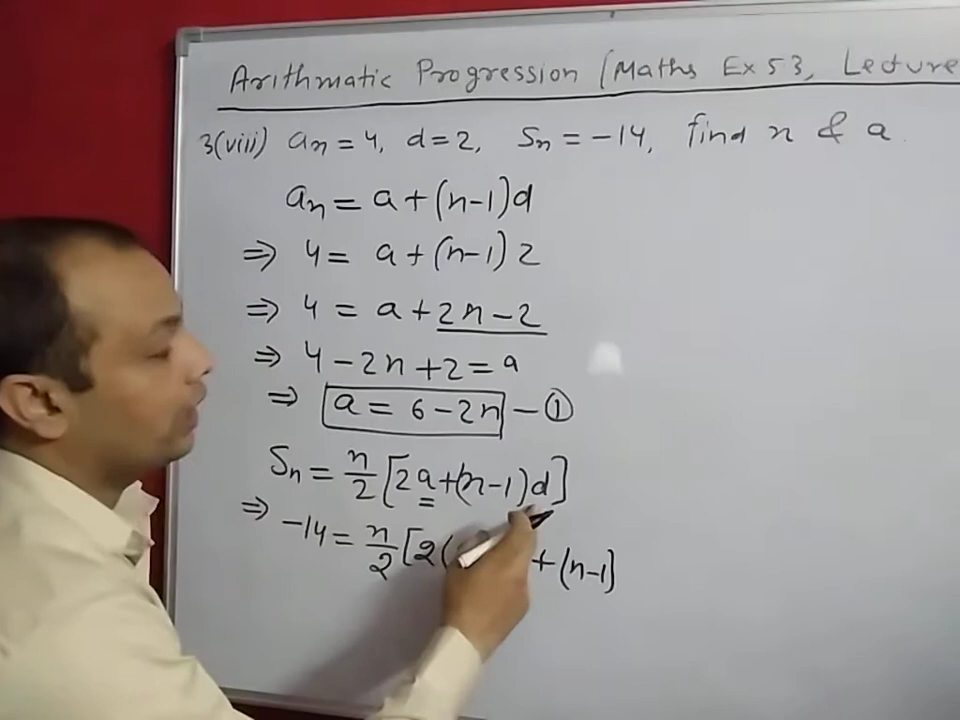 Arithmatic Progression (Maths Ex 5.3, Lecture
3(viii) aₙ = 4, d=2, Sₙ = -14, find n & a
aₙ = a+(n-1)d
⇒ 4 = a+(n-1)2
⇒ 4 = a+2n-2
⇒ 4-2n+2=a
⇒ a = 6-2n - ①
Sₙ = n/2 [2a+(n-1)d]
⇒ -14 = n/2 [2( + (n-1)